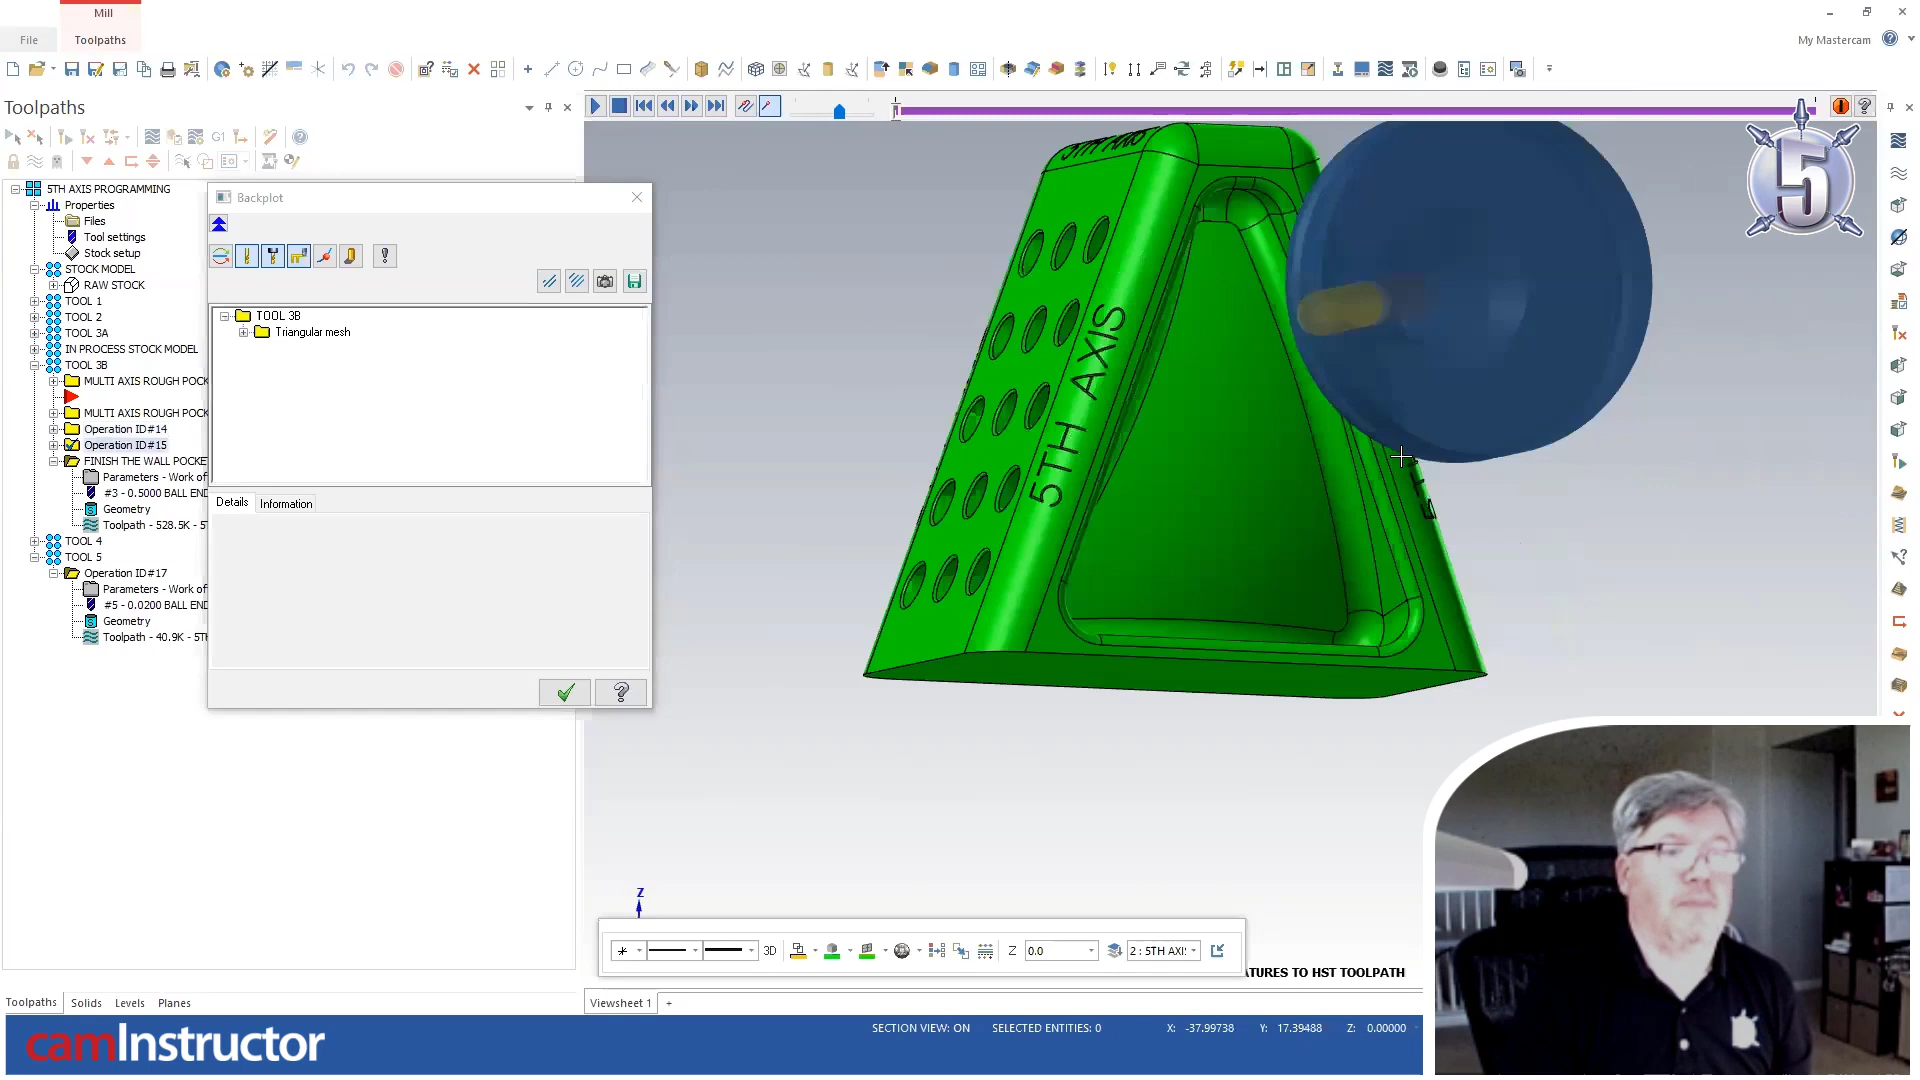 Mill
File
Toolpaths
My Mastercam
Toolpaths
G1
5TH AXIS PROGRAMMING
Properties
Files
Tool settings
Stock setup
STOCK MODEL
RAW STOCK
TOOL 1
TOOL 2
TOOL 3A
IN PROCESS STOCK MODEL
TOOL 3B
MULTI AXIS ROUGH POCK
MULTI AXIS ROUGH POCK
Operation ID#14
Operation ID#15
FINISH THE WALL POCKE
Parameters - Work of
#3 - 0.5000 BALL END
Geometry
Toolpath - 528.5K - 5T
TOOL 4
TOOL 5
Operation ID#17
Parameters - Work of
#5 - 0.0200 BALL END
Geometry
Toolpath - 40.9K - 5TH
Backplot
TOOL 3B
Triangular mesh
Details
Information
5TH AXIS
5TH AXIS
5
Z
3D
Z
0.0
2 : 5TH AXI
TURES TO HST TOOLPATH
Toolpaths
Solids
Levels
Planes
Viewsheet 1
+
camInstructor
SECTION VIEW: ON
SELECTED ENTITIES: 0
X: -37.99738
Y: 17.39488
Z: 0.00000